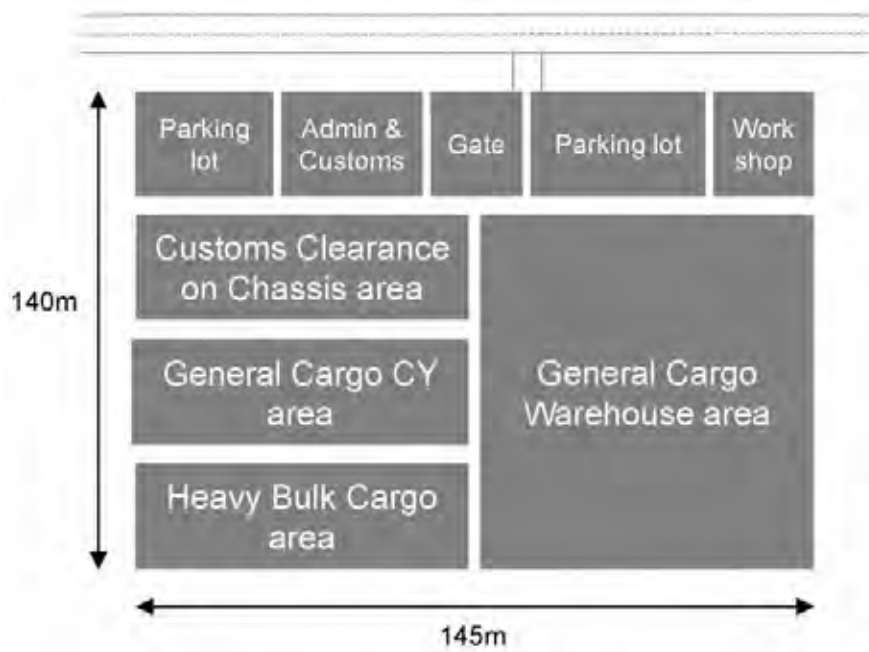 Parking
lot
Admin &
Customs
Gate
Parking lot
Work
shop
Customs Clearance
on Chassis area
140m
General Cargo CY
area
General Cargo
Warehouse area
Heavy Bulk Cargo
area
145m